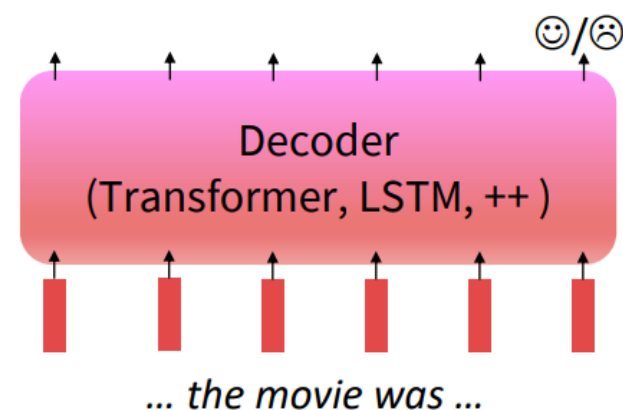 ☺/☹
Decoder
(Transformer, LSTM, ++ )
... the movie was ...